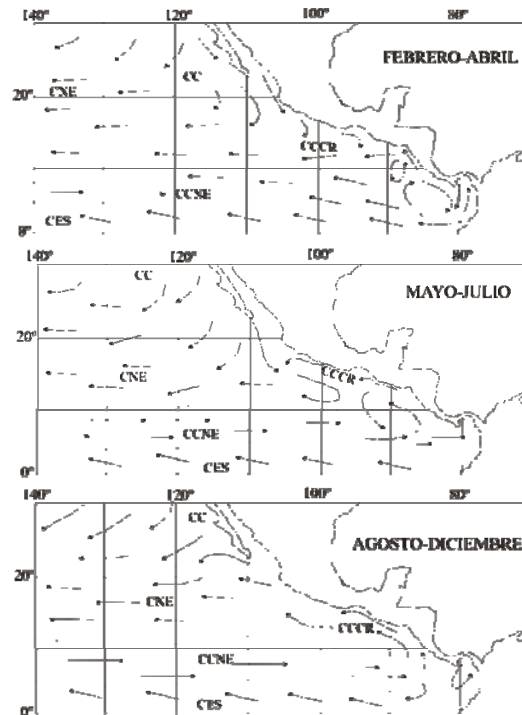 140° 120° 100° 80°
FEBRERO-ABRIL
CC
CNE
20°
CCCR
CCNE
CES
0°
140° 120° 100° 80°
CC
MAYO-JULIO
20°
CNE
CCCR
CCNE
CES
0°
140° 120° 100° 80°
CC
AGOSTO-DICIEMBRE
20°
CNE
CCCR
CCNE
CES
0°